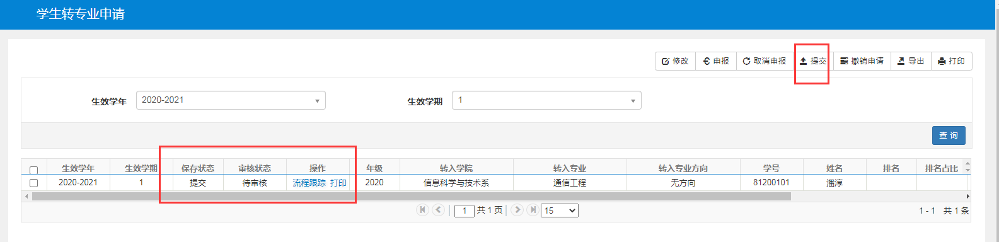 学生转专业申请
修改 申报 取消申报 提交 撤销申请 导出 打印
生效学年 2020-2021 生效学期 1
查 询
生效学年 生效学期 保存状态 审核状态 操作 年级 转入学院 转入专业 转入专业方向 学号 姓名 排名 排名占比
2020-2021 1 提交 待审核 流程跟踪 打印 2020 信息科学与技术系 通信工程 无方向 81200101 潘淳
1 共 1 页 15 1 - 1 共 1 条